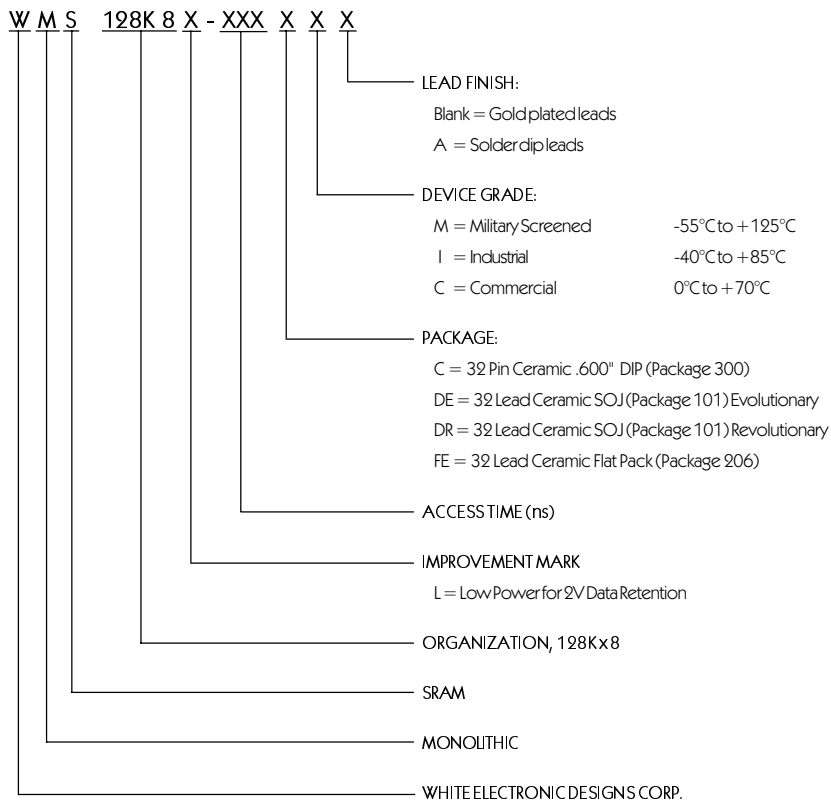 W M S 128K 8 X - XXX X X X
LEAD FINISH:
Blank = Gold plated leads
A = Solder dip leads
DEVICE GRADE:
M = Military Screened -55°C to +125°C
I = Industrial -40°C to +85°C
C = Commercial 0°C to +70°C
PACKAGE:
C = 32 Pin Ceramic .600" DIP (Package 300)
DE = 32 Lead Ceramic SOJ (Package 101) Evolutionary
DR = 32 Lead Ceramic SOJ (Package 101) Revolutionary
FE = 32 Lead Ceramic Flat Pack (Package 206)
ACCESS TIME (ns)
IMPROVEMENT MARK
L = Low Power for 2V Data Retention
ORGANIZATION, 128K x 8
SRAM
MONOLITHIC
WHITE ELECTRONIC DESIGNS CORP.